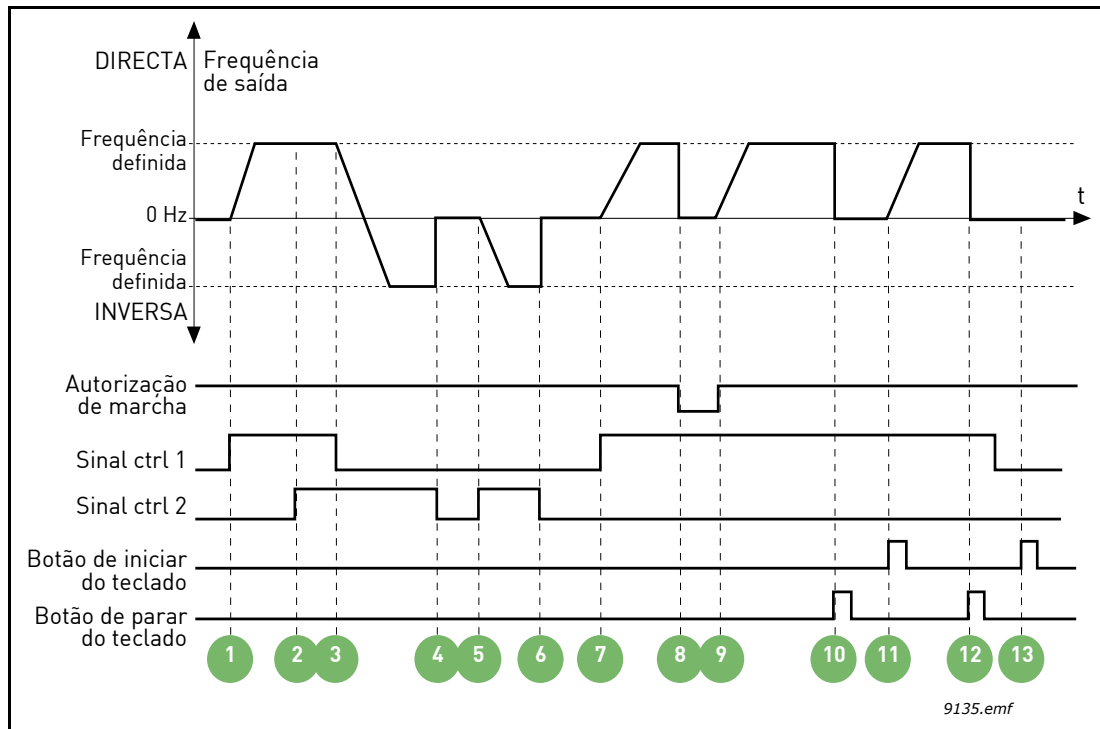 DIRECTA
Frequência
de saída
Frequência
definida
0 Hz
t
Frequência
definida
INVERSA
Autorização
de marcha
Sinal ctrl 1
Sinal ctrl 2
Botão de iniciar
do teclado
Botão de parar
do teclado
1 2 3 4 5 6 7 8 9 10 11 12 13
9135.emf